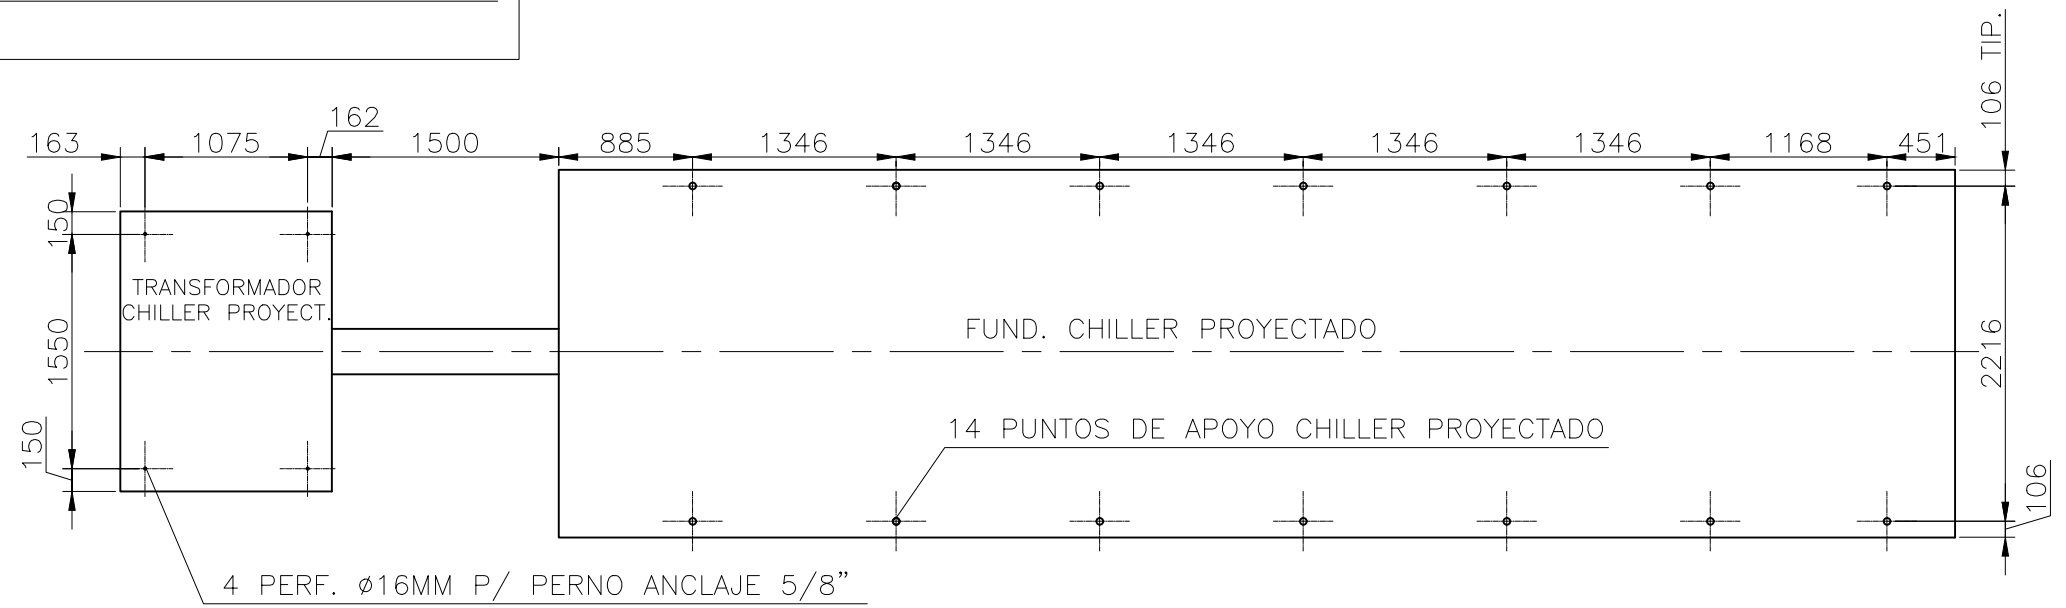 106 TIP.
162
163 1075 1500 885 1346 1346 1346 1346 1346 1168 451
150
TRANSFORMADOR
CHILLER PROYECT.
FUND. CHILLER PROYECTADO
1550
2216
14 PUNTOS DE APOYO CHILLER PROYECTADO
150
106
4 PERF. ø16MM P/ PERNO ANCLAJE 5/8”